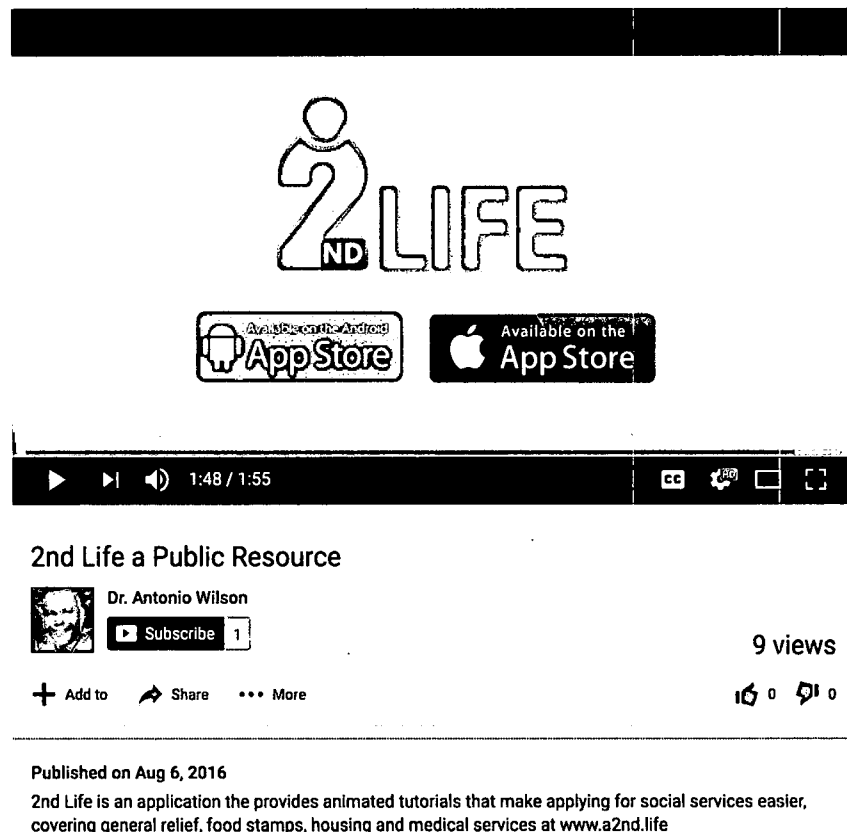 2ND LIFE
Available on the Android
App Store
Available on the
App Store
1:48 / 1:55
CC
HD
2nd Life a Public Resource
Dr. Antonio Wilson
Subscribe 1
9 views
Add to Share More
0 0
Published on Aug 6, 2016
2nd Life is an application the provides animated tutorials that make applying for social services easier,
covering general relief, food stamps, housing and medical services at www.a2nd.life